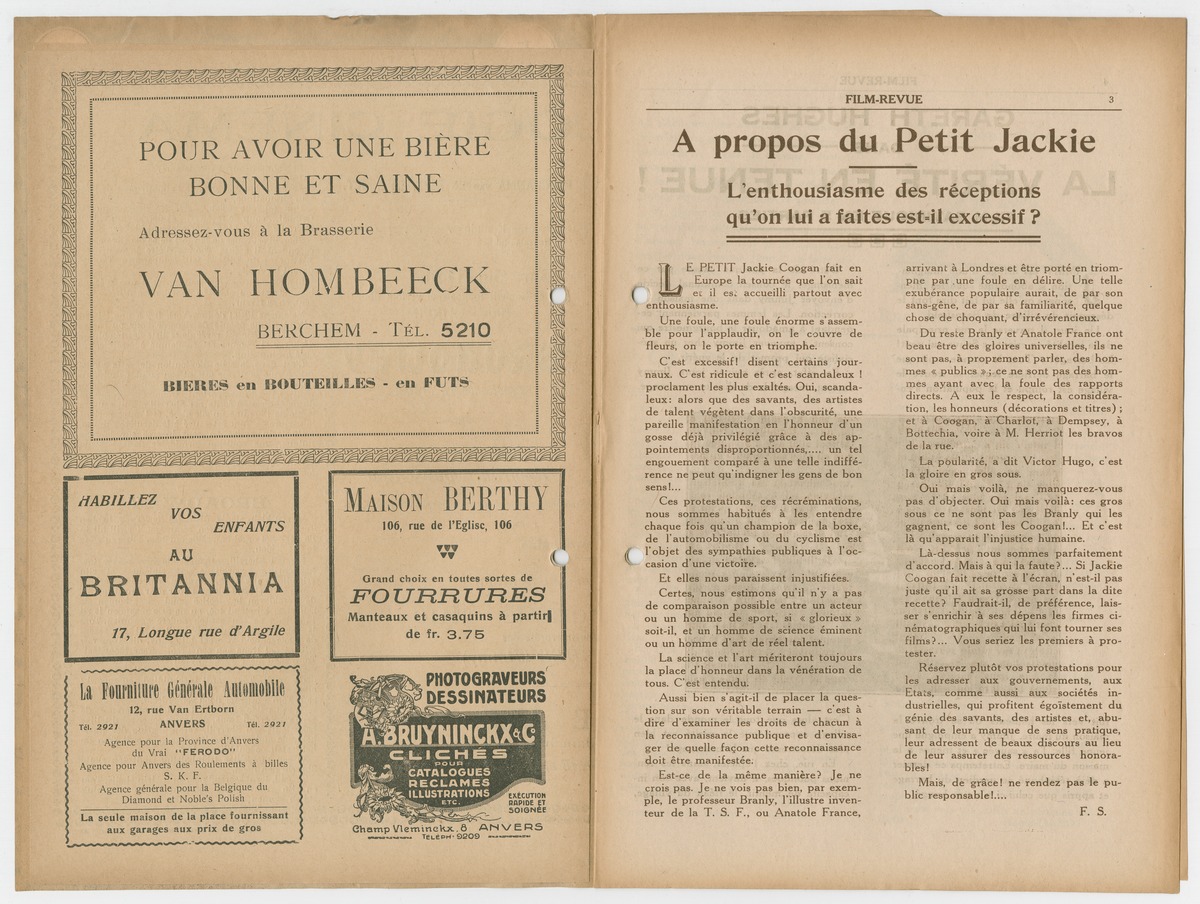 POUR AVOIR UNE BIÈRE
BONNE ET SAINE
Adressez-vous à la Brasserie
VAN HOMBEECK
BERCHEM - TÉL. 5210
BIERES en BOUTEILLES - en FUTS
HABILLEZ
VOS
ENFANTS
AU
BRITANNIA
17, Longue rue d'Argile
MAISON BERTHY
106, rue de l'Eglise, 106
Grand choix en toutes sortes de
FOURRURES
Manteaux et casaquins à partir
de fr. 3.75
La Fourniture Générale Automobile
12, rue Van Ertborn
Tél. 2921 ANVERS Tél. 2921
Agence pour la Province d'Anvers
du Vrai "FERODO"
Agence pour Anvers des Roulements à billes
S. K. F.
Agence générale pour la Belgique du
Diamond et Noble's Polish
La seule maison de la place fournissant
aux garages aux prix de gros
PHOTOGRAVEURS
DESSINATEURS
A. BRUYNINCKX & Co
CLICHÉS
POUR
CATALOGUES
RECLAMES
ILLUSTRATIONS
ETC.
EXÉCUTION
RAPIDE ET
SOIGNÉE
Champ Vleminckx. 8 ANVERS
TÉLÉPH. 9209
FILM-REVUE 3
A propos du Petit Jackie
L'enthousiasme des réceptions
qu'on lui a faites est-il excessif ?
LE PETIT Jackie Coogan fait en
Europe la tournée que l'on sait
et il est accueilli partout avec
enthousiasme.
Une foule, une foule énorme s'assem-
ble pour l'applaudir, on le couvre de
fleurs, on le porte en triomphe.
C'est excessif! disent certains jour-
naux. C'est ridicule et c'est scandaleux !
proclament les plus exaltés. Oui, scanda-
leux: alors que des savants, des artistes
de talent végètent dans l'obscurité, une
pareille manifestation en l'honneur d'un
gosse déjà privilégié grâce à des ap-
pointements disproportionnés,.... un tel
engouement comparé à une telle indiffé-
rence ne peut qu'indigner les gens de bon
sens!...
Ces protestations, ces récréminations,
nous sommes habitués à les entendre
chaque fois qu'un champion de la boxe,
de l'automobilisme ou du cyclisme est
l'objet des sympathies publiques à l'oc-
casion d'une victoire.
Et elles nous paraissent injustifiées.
Certes, nous estimons qu'il n'y a pas
de comparaison possible entre un acteur
ou un homme de sport, si « glorieux »
soit-il, et un homme de science éminent
ou un homme d'art de réel talent.
La science et l'art mériteront toujours
la place d'honneur dans la vénération de
tous. C'est entendu.
Aussi bien s'agit-il de placer la ques-
tion sur son véritable terrain — c'est à
dire d'examiner les droits de chacun à
la reconnaissance publique et d'envisa-
ger de quelle façon cette reconnaissance
doit être manifestée.
Est-ce de la même manière? Je ne
crois pas. Je ne vois pas bien, par exem-
ple, le professeur Branly, l'illustre inven-
teur de la T. S. F., ou Anatole France,
arrivant à Londres et être porté en triom-
phe par une foule en délire. Une telle
exubérance populaire aurait, de par son
sans-gêne, de par sa familiarité, quelque
chose de choquant, d'irrévérencieux.
Du reste Branly et Anatole France ont
beau être des gloires universelles, ils ne
sont pas, à proprement parler, des hom-
mes « publics » ; ce ne sont pas des hom-
mes ayant avec la foule des rapports
directs. A eux le respect, la considéra-
tion, les honneurs (décorations et titres) ;
et à Coogan, à Charlot, à Dempsey, à
Bottechia, voire à M. Herriot les bravos
de la rue.
La poularité, a dit Victor Hugo, c'est
la gloire en gros sous.
Oui mais voilà, ne manquerez-vous
pas d'objecter. Oui mais voilà: ces gros
sous ce ne sont pas les Branly qui les
gagnent, ce sont les Coogan!... Et c'est
là qu'apparait l'injustice humaine.
Là-dessus nous sommes parfaitement
d'accord. Mais à qui la faute?... Si Jackie
Coogan fait recette à l'écran, n'est-il pas
juste qu'il ait sa grosse part dans la dite
recette? Faudrait-il, de préférence, lais-
ser s'enrichir à ses dépens les firmes ci-
nématographiques qui lui font tourner ses
films?... Vous seriez les premiers à pro-
tester.
Réservez plutôt vos protestations pour
les adresser aux gouvernements, aux
Etats, comme aussi aux sociétés in-
dustrielles, qui profitent égoïstement du
génie des savants, des artistes et, abu-
sant de leur manque de sens pratique,
leur adressent de beaux discours au lieu
de leur assurer des ressources honora-
bles!
Mais, de grâce! ne rendez pas le pu-
blic responsable!....
F. S.